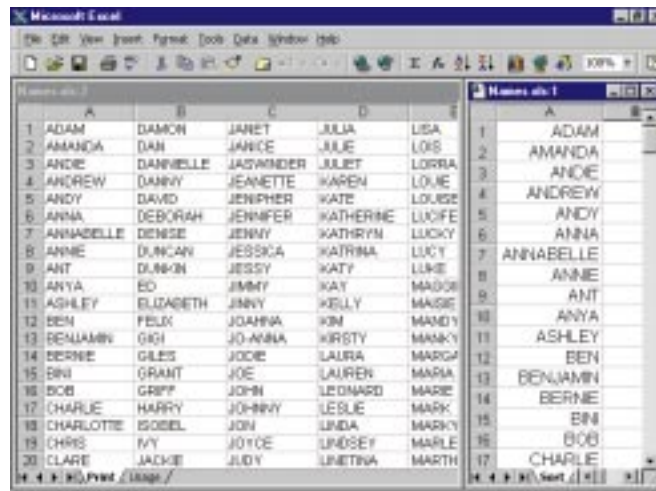 Microsoft Excel
File Edit View Insert Format Tools Data Window Help
100%
Names.xls:2
A B C D E
1 ADAM DAMON JANET JULIA LISA
2 AMANDA DAN JANICE JULIE LOIS
3 ANDIE DANNIELLE JASWINDER JULIET LORRA
4 ANDREW DANNY JEANETTE KAREN LOUIE
5 ANDY DAVID JENIPHER KATE LOUISE
6 ANNA DEBORAH JENNIFER KATHERINE LUCIFE
7 ANNABELLE DENISE JENNY KATHRYN LUCKY
8 ANNIE DUNCAN JESSICA KATRINA LUCY
9 ANT DUNKIN JESSY KATY LUKE
10 ANYA ED JIMMY KAY MAGGIE
11 ASHLEY ELIZABETH JINNY KELLY MAISIE
12 BEN FELIX JOAHNA KIM MANDY
13 BENJAMIN GIGI JO-ANNA KIRSTY MANKY
14 BERNIE GILES JODIE LAURA MARGA
15 BINI GRANT JOE LAUREN MARIA
16 BOB GRIFF JOHN LEONARD MARIE
17 CHARLIE HARRY JOHNNY LESLIE MARK
18 CHARLOTTE ISOBEL JON LINDA MARKY
19 CHRIS IVY JOYCE LINDSEY MARLE
20 CLARE JACKIE JUDY LINETINA MARTH
Print / Usage
Names.xls:1
A B
1 ADAM
2 AMANDA
3 ANDIE
4 ANDREW
5 ANDY
6 ANNA
7 ANNABELLE
8 ANNIE
9 ANT
10 ANYA
11 ASHLEY
12 BEN
13 BENJAMIN
14 BERNIE
15 BINI
16 BOB
17 CHARLIE
Sort